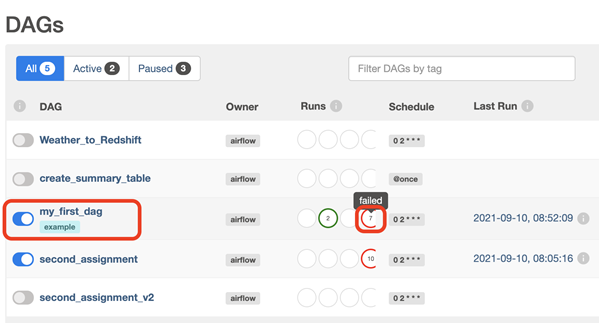 DAGs
All 5 Active 2 Paused 3 Filter DAGs by tag
i DAG Owner Runs i Schedule Last Run i
Weather_to_Redshift airflow 0 2 * * *
create_summary_table airflow @once
failed
my_first_dag airflow 2 7 0 2 * * * 2021-09-10, 08:52:09 i
example
second_assignment airflow 10 0 2 * * * 2021-09-10, 08:05:16 i
second_assignment_v2 airflow 0 2 * * *